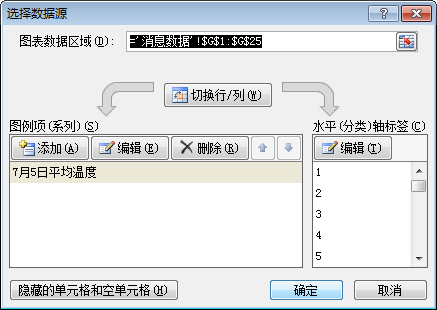 选择数据源
图表数据区域(D):
='消息数据'!$G$1:$G$25
切换行/列(W)
图例项(系列)(S)
水平(分类)轴标签(C)
添加(A) 编辑(E) 删除(R)
编辑(T)
7月5日平均温度
1
2
3
4
5
隐藏的单元格和空单元格(H)
确定
取消